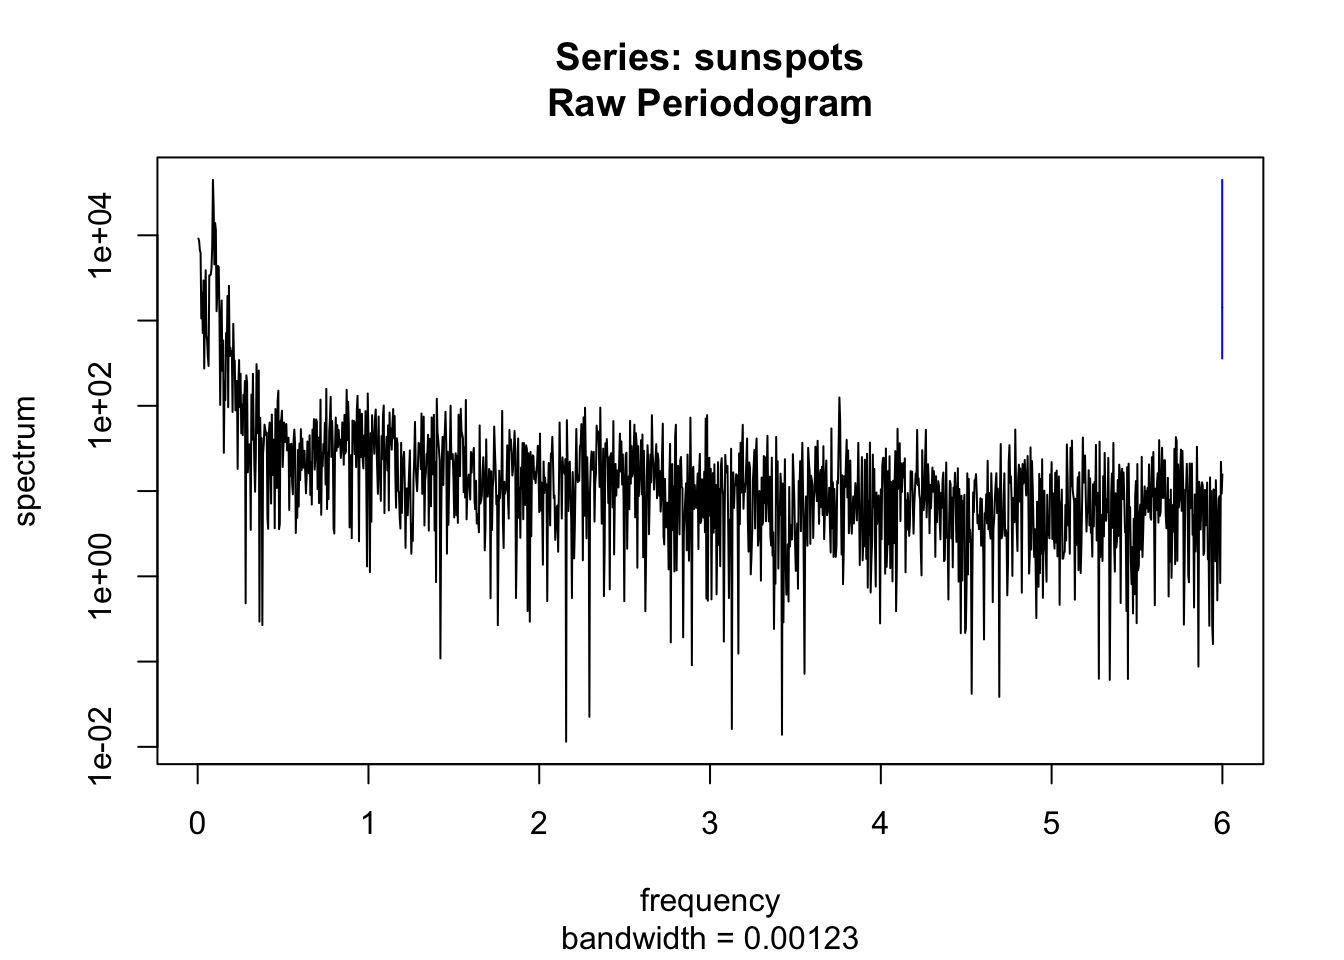 Series: sunspots
Raw Periodogram
1e+04
1e+02
1e+00
1e-02
spectrum
0 1 2 3 4 5 6
frequency
bandwidth = 0.00123